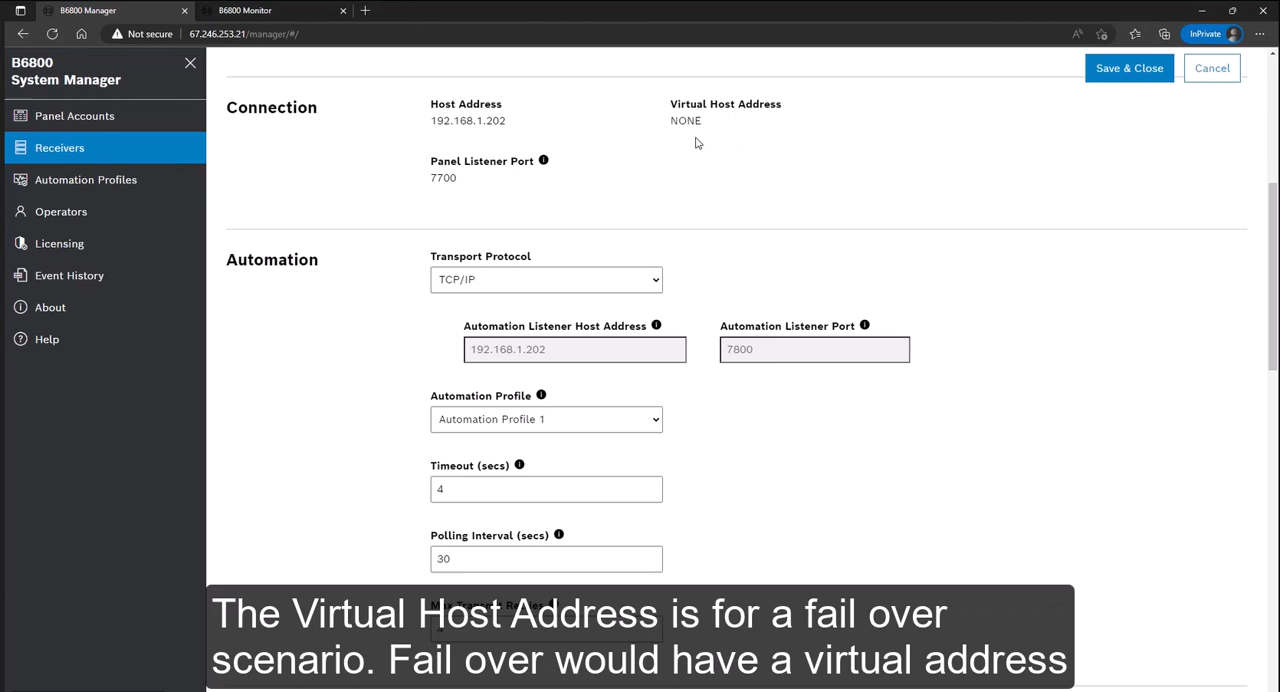 B6800 Manager
B6800 Monitor
Not secure
67.246.253.21/manager/#/
InPrivate
B6800
System Manager
Panel Accounts
Receivers
Automation Profiles
Operators
Licensing
Event History
About
Help
Save & Close
Cancel
Connection
Host Address
192.168.1.202
Virtual Host Address
NONE
Panel Listener Port
7700
Automation
Transport Protocol
TCP/IP
Automation Listener Host Address
192.168.1.202
Automation Listener Port
7800
Automation Profile
Automation Profile 1
Timeout (secs)
4
Polling Interval (secs)
30
The Virtual Host Address is for a fail over
scenario. Fail over would have a virtual address